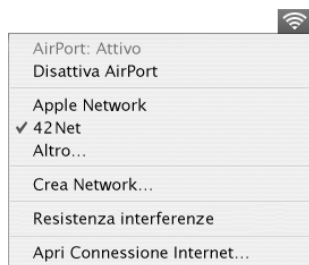 AirPort: Attivo
Disattiva AirPort
Apple Network
✓ 42Net
Altro...
Crea Network...
Resistenza interferenze
Apri Connessione Internet...